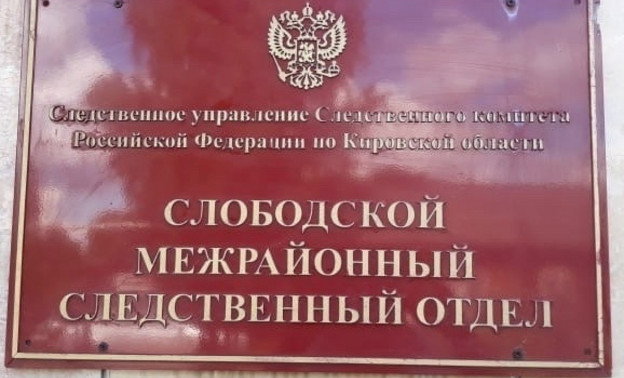 Следственное управление Следственного комитета
Российской Федерации по Кировской области
СЛОБОДСКОЙ
МЕЖРАЙОННЫЙ
СЛЕДСТВЕННЫЙ ОТДЕЛ